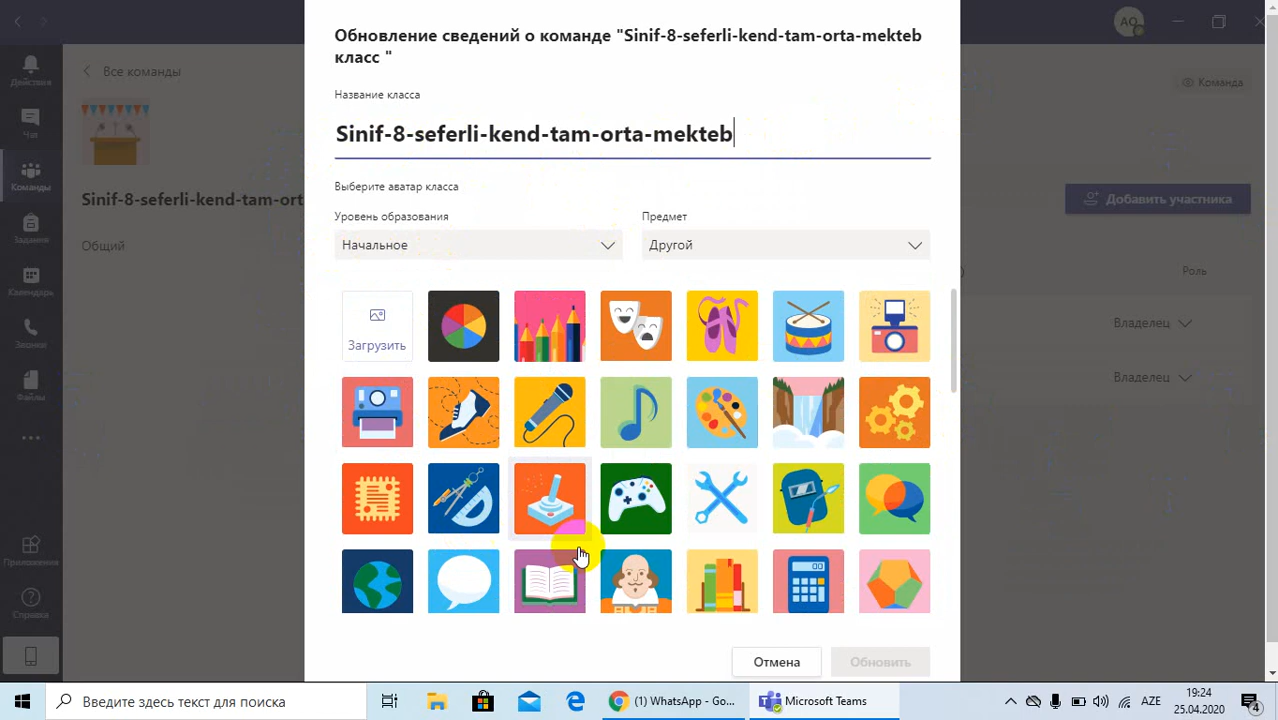 AO
Обновление сведений о команде "Sinif-8-seferli-kend-tam-orta-mekteb
класс "
Действия
Все команды
Команда
Название класса
Чат
Sinif-8-seferli-kend-tam-orta-mekteb
Команды
Выберите аватар класса
Sinif-8-seferli-kend-tam-ort
Добавить участника
Уровень образования
Предмет
Задания
Общий
Начальное
Другой
Роль
Календарь
Загрузить
Владелец
Звонки
Владелец
Файлы
Приложения
Справка
Отмена
Обновить
Введите здесь текст для поиска
(1) WhatsApp - Go...
Microsoft Teams
AZE
19:24
25.04.2020
4